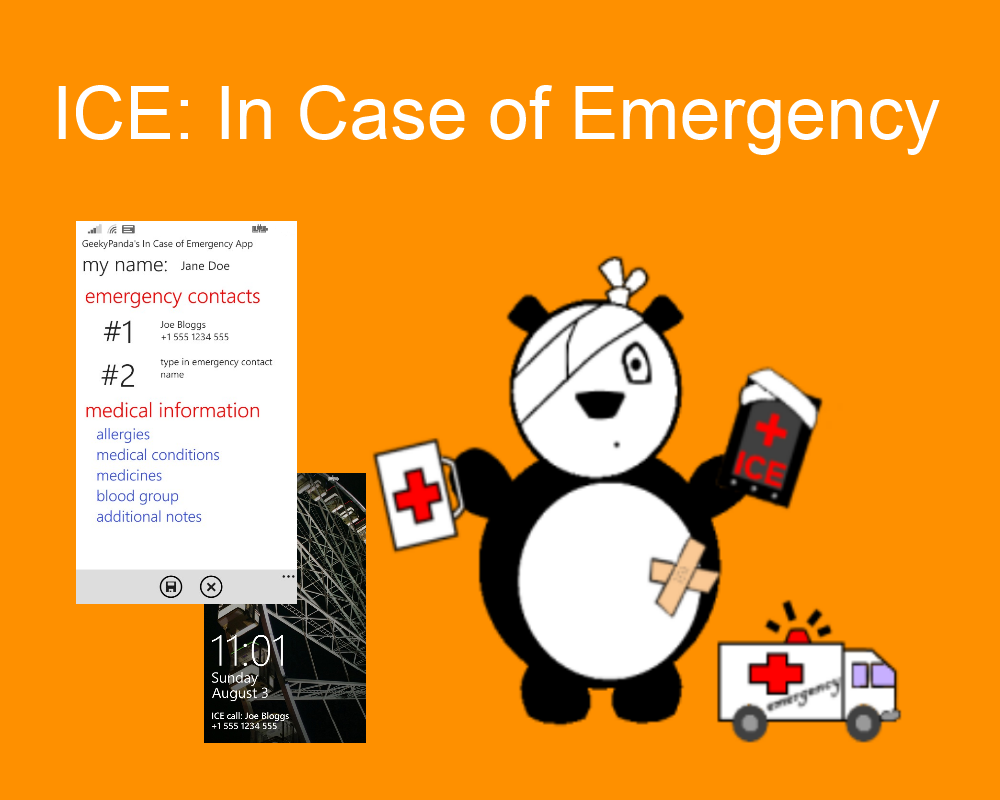 ICE: In Case of Emergency
GeekyPanda's In Case of Emergency App
my name: Jane Doe
emergency contacts
#1 Joe Bloggs
+1 555 1234 555
#2 type in emergency contact
name
medical information
allergies
medical conditions
medicines
blood group
additional notes
11:01
Sunday
August 3
ICE call: Joe Bloggs
+1 555 1234 555
ICE
emergency